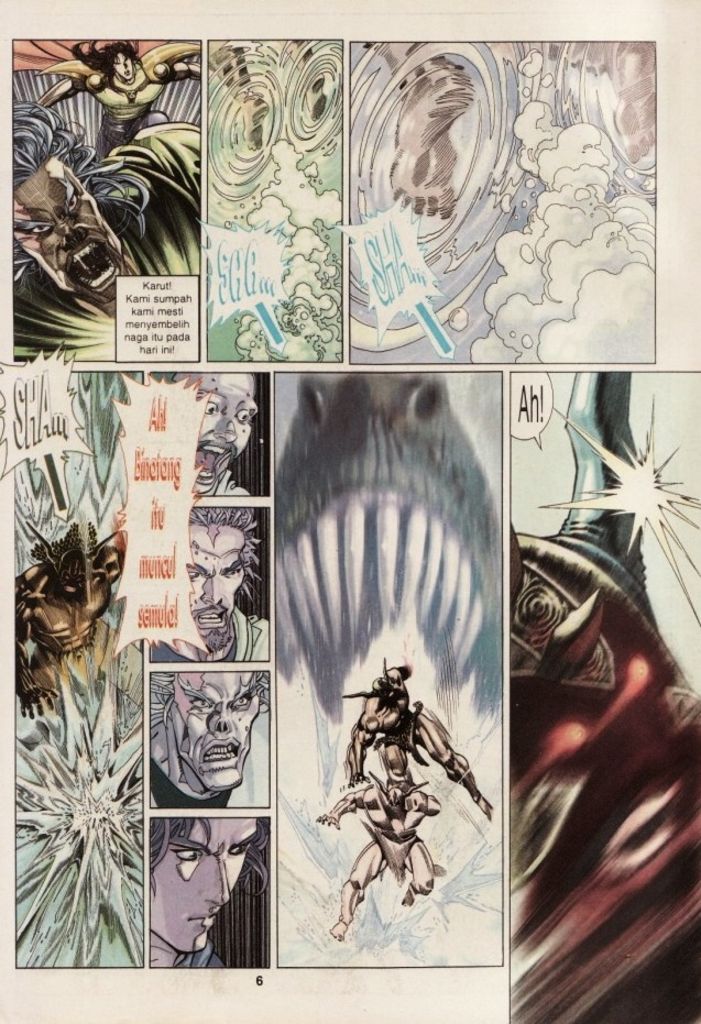 Karut!
Kami sumpah
kami mesti
menyembelih
naga itu pada
hari ini!
SHA...
SHA...
Ah!
Binatang
itu
muncul
semula!
Ah!
6